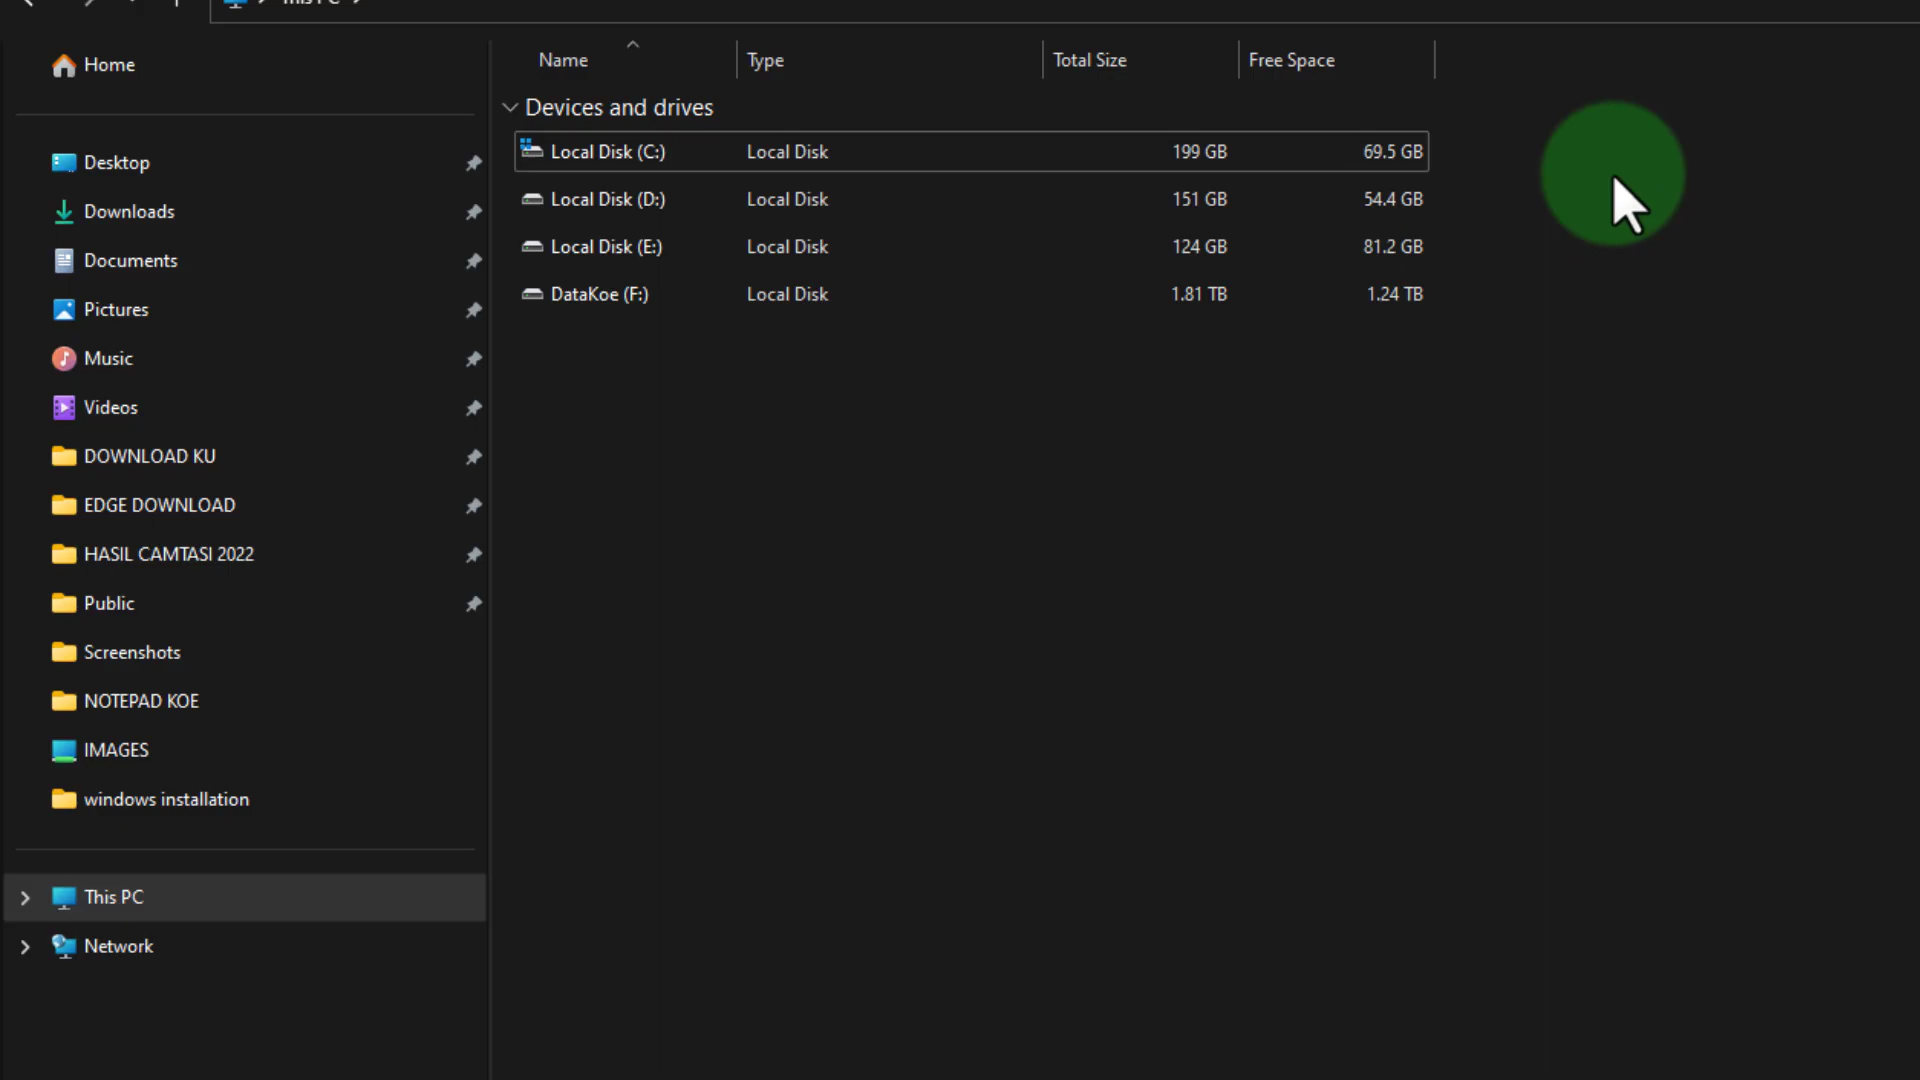 This PC
Home
Desktop
Downloads
Documents
Pictures
Music
Videos
DOWNLOAD KU
EDGE DOWNLOAD
HASIL CAMTASI 2022
Public
Screenshots
NOTEPAD KOE
IMAGES
windows installation
This PC
Network
Name Type Total Size Free Space
Devices and drives
Local Disk (C:) Local Disk 199 GB 69.5 GB
Local Disk (D:) Local Disk 151 GB 54.4 GB
Local Disk (E:) Local Disk 124 GB 81.2 GB
DataKoe (F:) Local Disk 1.81 TB 1.24 TB